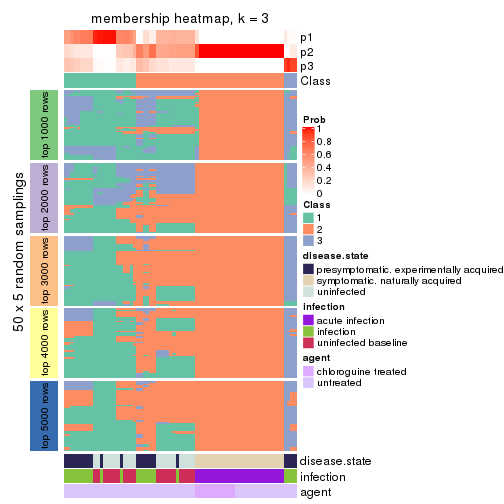 membership heatmap, k = 3
p1
p2
p3
Class
50 x 5 random samplings
top 1000 rows
top 2000 rows
top 3000 rows
top 4000 rows
top 5000 rows
Prob
1
0.8
0.6
0.4
0.2
0
Class
1
2
3
disease.state
presymptomatic. experimentally acquired
symptomatic. naturally acquired
uninfected
infection
acute infection
infection
uninfected baseline
agent
chloroguine treated
untreated
disease.state
infection
agent